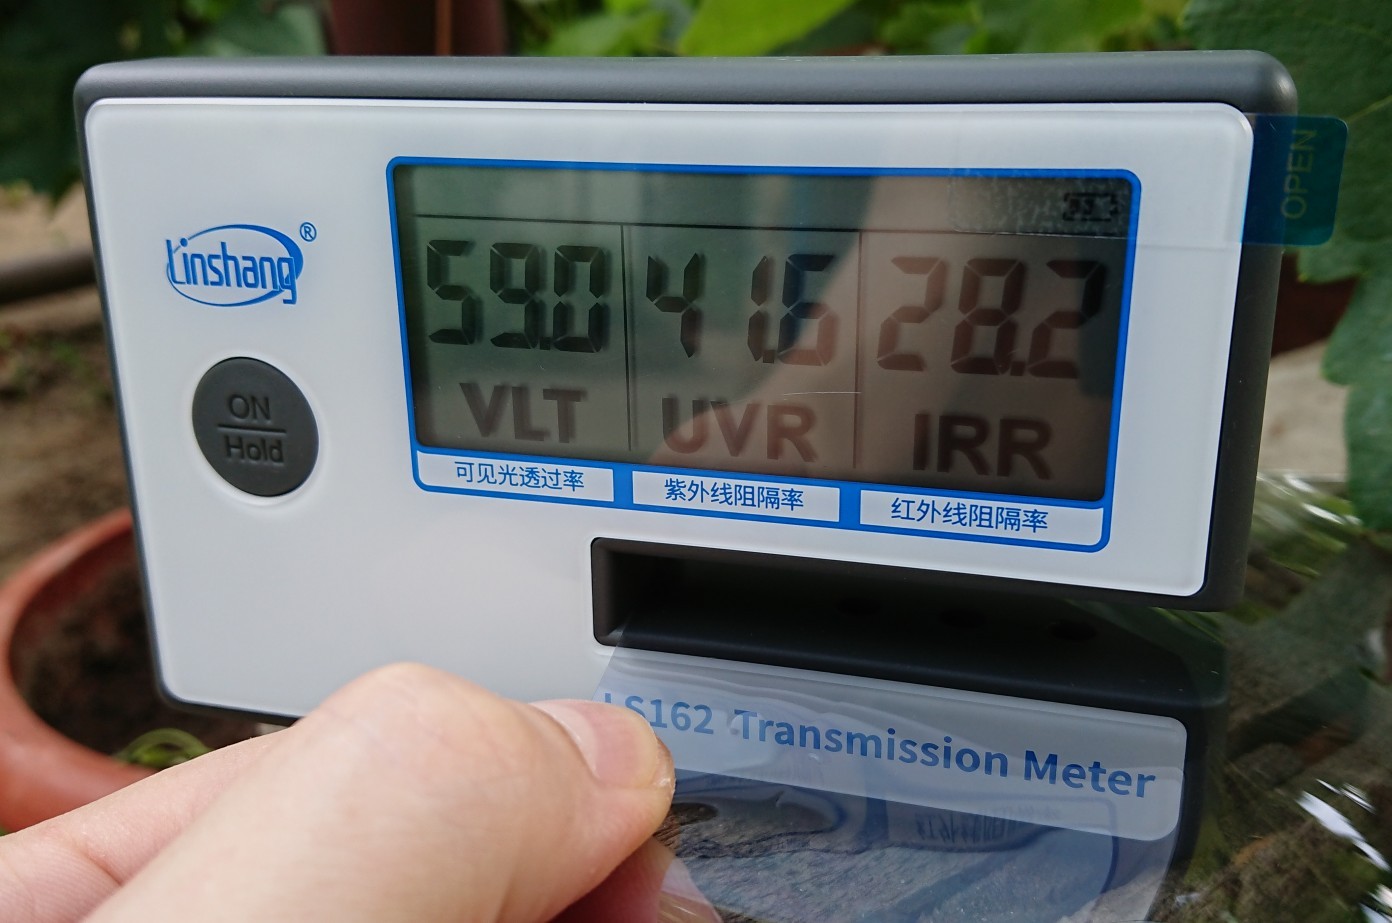 OPEN
Linshang®
59.0 41.6 28.2
VLT UVR IRR
ON
Hold
可见光透过率 紫外线阻隔率 红外线阻隔率
LS162 Transmission Meter